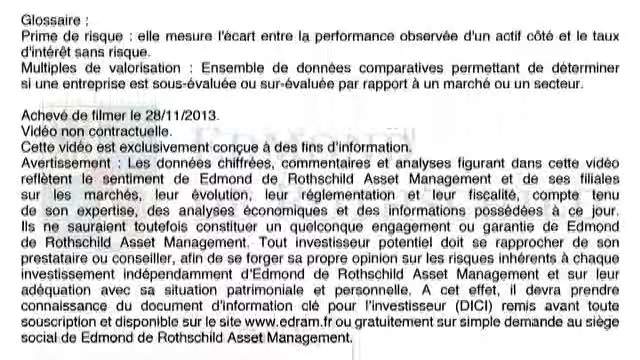 Glossaire :
Prime de risque : elle mesure l'écart entre la performance observée d'un actif côté et le taux
d'intérêt sans risque.
Multiples de valorisation : Ensemble de données comparatives permettant de déterminer
si une entreprise est sous-évaluée ou sur-évaluée par rapport à un marché ou un secteur.
Achevé de filmer le 28/11/2013.
Vidéo non contractuelle.
Cette vidéo est exclusivement conçue à des fins d'information.
Avertissement : Les données chiffrées, commentaires et analyses figurant dans cette vidéo
reflètent le sentiment de Edmond de Rothschild Asset Management et de ses filiales
sur les marchés, leur évolution, leur réglementation et leur fiscalité, compte tenu
de son expertise, des analyses économiques et des informations possédées à ce jour.
Ils ne sauraient toutefois constituer un quelconque engagement ou garantie de Edmond
de Rothschild Asset Management. Tout investisseur potentiel doit se rapprocher de son
prestataire ou conseiller, afin de se forger sa propre opinion sur les risques inhérents à chaque
investissement indépendamment d'Edmond de Rothschild Asset Management et sur leur
adéquation avec sa situation patrimoniale et personnelle. A cet effet, il devra prendre
connaissance du document d'information clé pour l'investisseur (DICI) remis avant toute
souscription et disponible sur le site www.edram.fr ou gratuitement sur simple demande au siège
social de Edmond de Rothschild Asset Management.